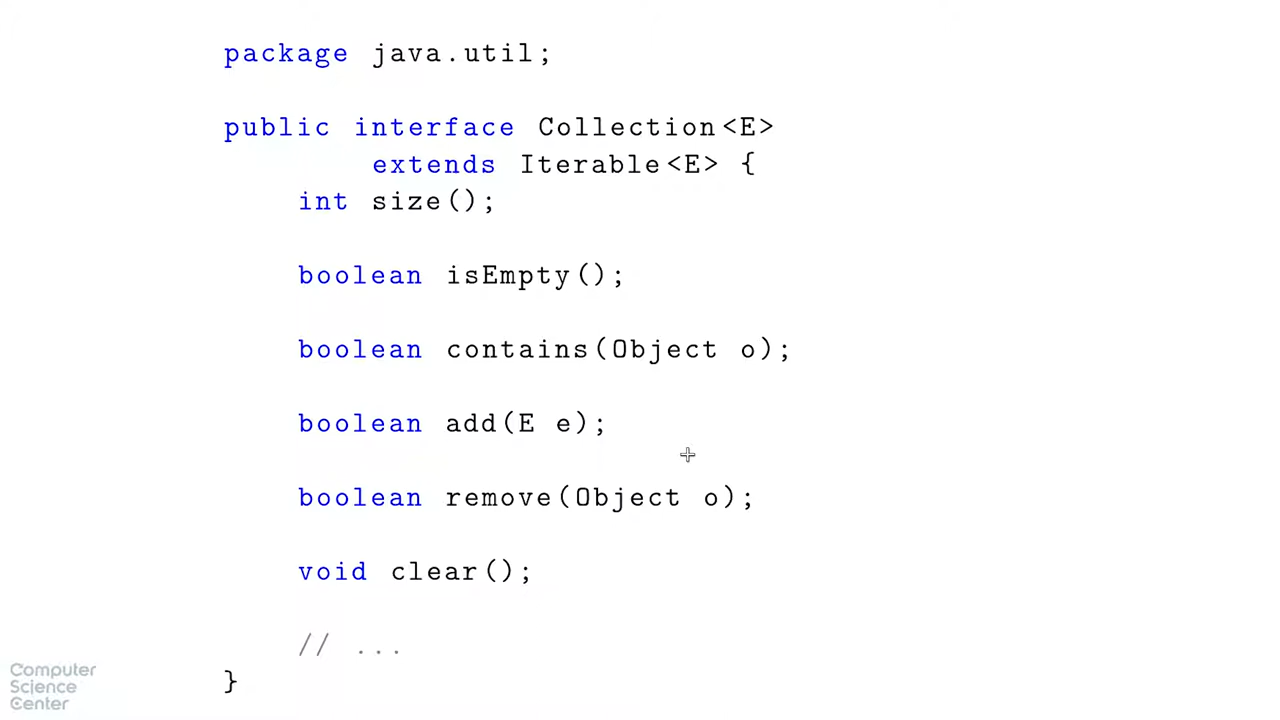 package java.util;
public interface Collection<E>
extends Iterable<E> {
int size();
boolean isEmpty();
boolean contains(Object o);
boolean add(E e);
boolean remove(Object o);
void clear();
// ...
}
Computer
Science
Center